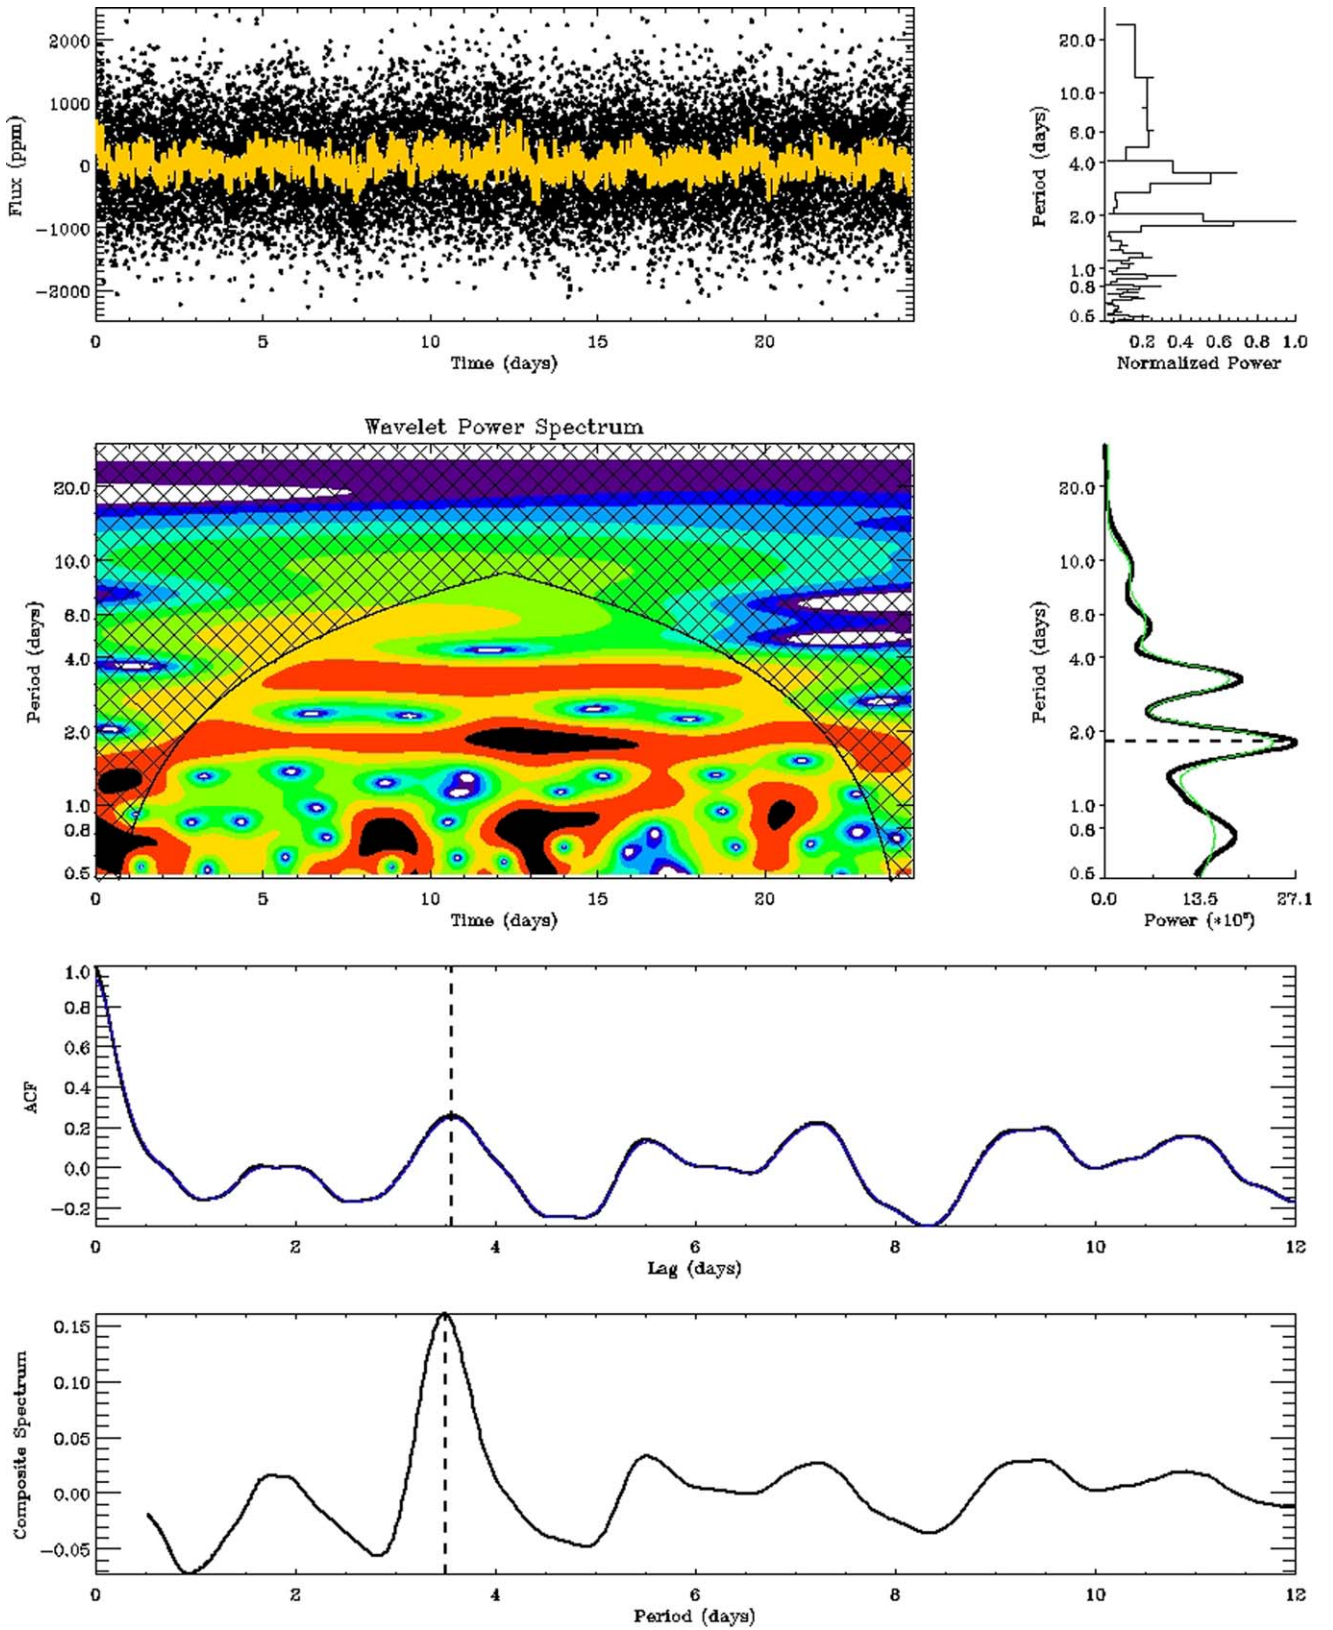 2000
1000
0
−1000
−2000
Flux (ppm)
0 5 10 15 20
Time (days)
20.0
10.0
6.0
4.0
2.0
1.0
0.8
0.5
Period (days)
0.2 0.4 0.6 0.8 1.0
Normalized Power
Wavelet Power Spectrum
20.0
10.0
6.0
4.0
2.0
1.0
0.8
0.5
Period (days)
0 5 10 15 20
Time (days)
20.0
10.0
6.0
4.0
2.0
1.0
0.8
0.5
Period (days)
0.0 13.5 27.1
Power
1.0
0.8
0.6
0.4
0.2
0.0
−0.2
ACF
0 2 4 6 8 10 12
Lag (days)
0.15
0.10
0.05
0.00
−0.05
Composite Spectrum
0 2 4 6 8 10 12
Period (days)